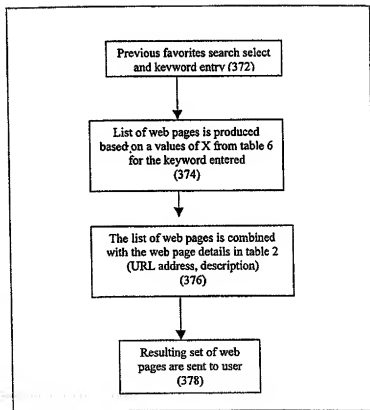 Previous favorites search select
and keyword entry (372)
List of web pages is produced
based on a values of X from table 6
for the keyword entered
(374)
The list of web pages is combined
with the web page details in table 2
(URL address, description)
(376)
Resulting set of web
pages are sent to user
(378)